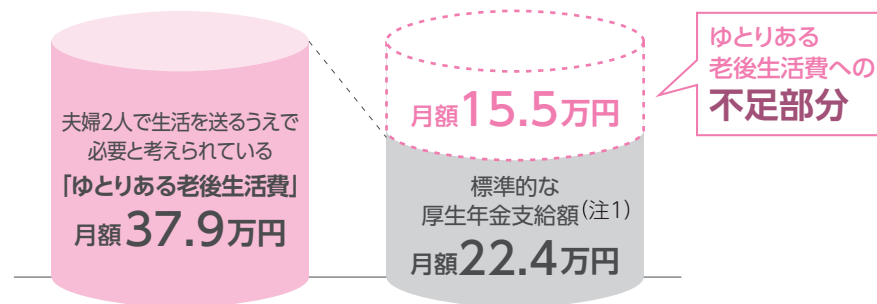 夫婦2人で生活を送るうえで
必要と考えられている
「ゆとりある老後生活費」
月額37.9万円
月額15.5万円
標準的な
厚生年金支給額(注1)
月額22.4万円
ゆとりある
老後生活費への
不足部分